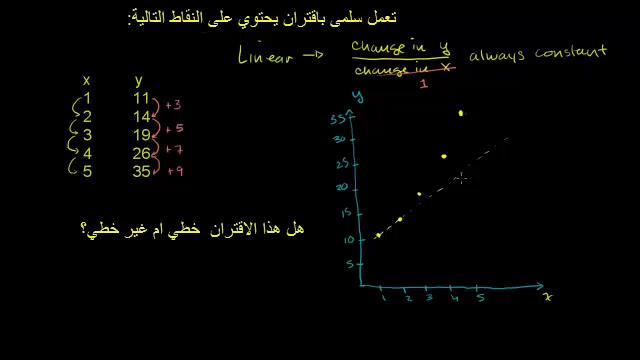 تعمل سلمى باقتران يحتوي على النقاط التالية:
Linear → change in y / change in x always constant
1
x y
1 11
+3
2 14
+5
3 19
+7
4 26
+9
5 35
هل هذا الاقتران خطي ام غير خطي؟
y
35
30
25
20
15
10
5
1 2 3 4 5 x